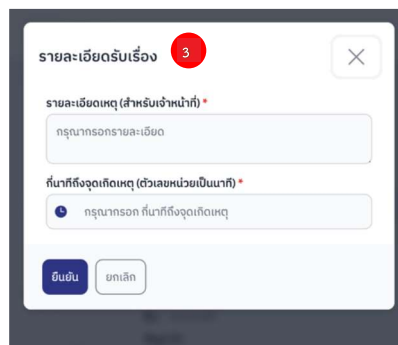 รายละเอียดรับเรื่อง 3
รายละเอียดเหตุ (สำหรับเจ้าหน้าที่) *
กรุณากรอกรายละเอียด
กี่นาทีถึงจุดเกิดเหตุ (ตัวเลขหน่วยเป็นนาที) *
กรุณากรอก กี่นาทีถึงจุดเกิดเหตุ
ยืนยัน ยกเลิก